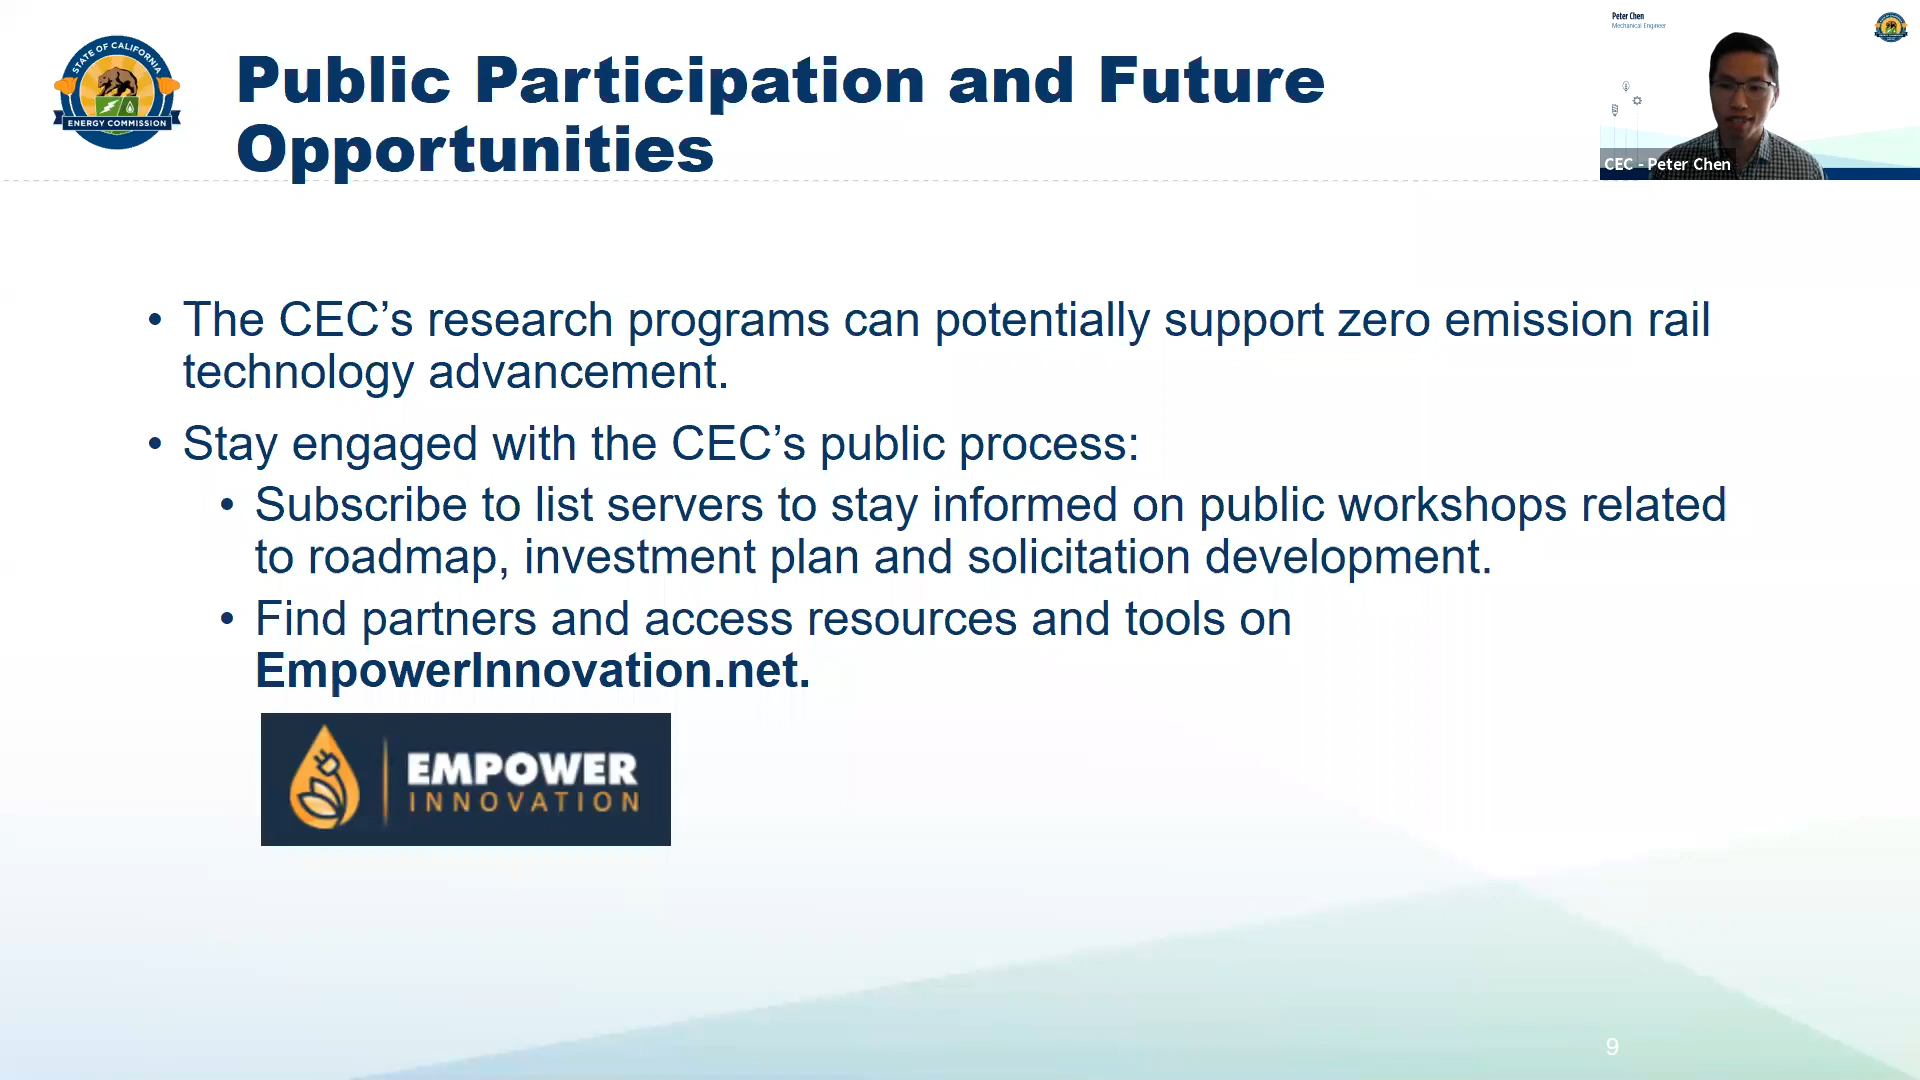 STATE OF CALIFORNIA
ENERGY COMMISSION
Public Participation and Future
Opportunities
Peter Chen
Mechanical Engineer
CEC - Peter Chen
• The CEC’s research programs can potentially support zero emission rail
technology advancement.
• Stay engaged with the CEC’s public process:
• Subscribe to list servers to stay informed on public workshops related
to roadmap, investment plan and solicitation development.
• Find partners and access resources and tools on
EmpowerInnovation.net.
EMPOWER
INNOVATION
9